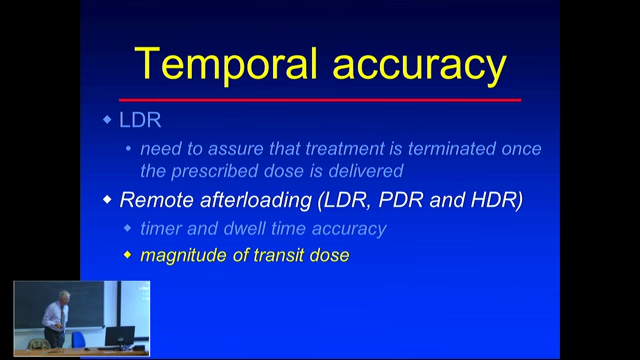 Temporal accuracy
◆ LDR
• need to assure that treatment is terminated once
the prescribed dose is delivered
◆ Remote afterloading (LDR, PDR and HDR)
◆ timer and dwell time accuracy
◆ magnitude of transit dose